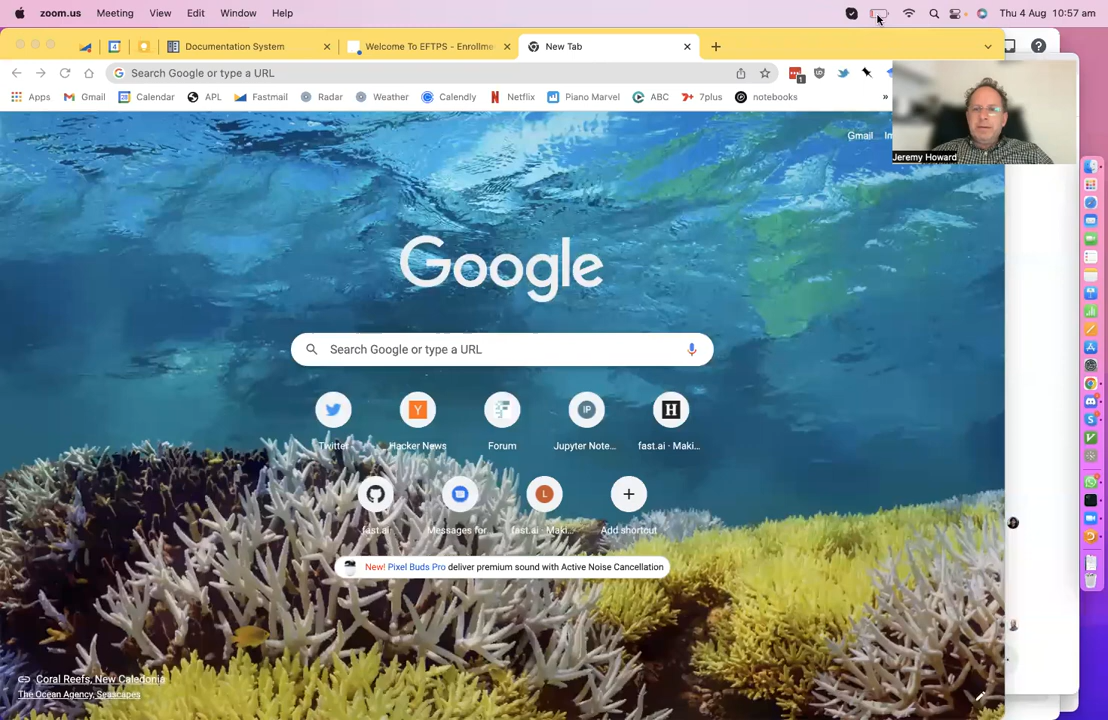 zoom.us Meeting View Edit Window Help Thu 4 Aug 10:57 am
Documentation System Welcome To EFTPS - Enrollme New Tab
Search Google or type a URL
Apps Gmail Calendar APL Fastmail Radar Weather Calendly Netflix Piano Marvel ABC 7plus notebooks »
Gmail Im
Jeremy Howard
Google
Search Google or type a URL
Twitter Hacker News Forum Jupyter Note... fast.ai · Maki...
fast.ai Messages for fast.ai · Maki... Add shortcut
New! Pixel Buds Pro deliver premium sound with Active Noise Cancellation
Coral Reefs, New Caledonia
The Ocean Agency, Seascapes